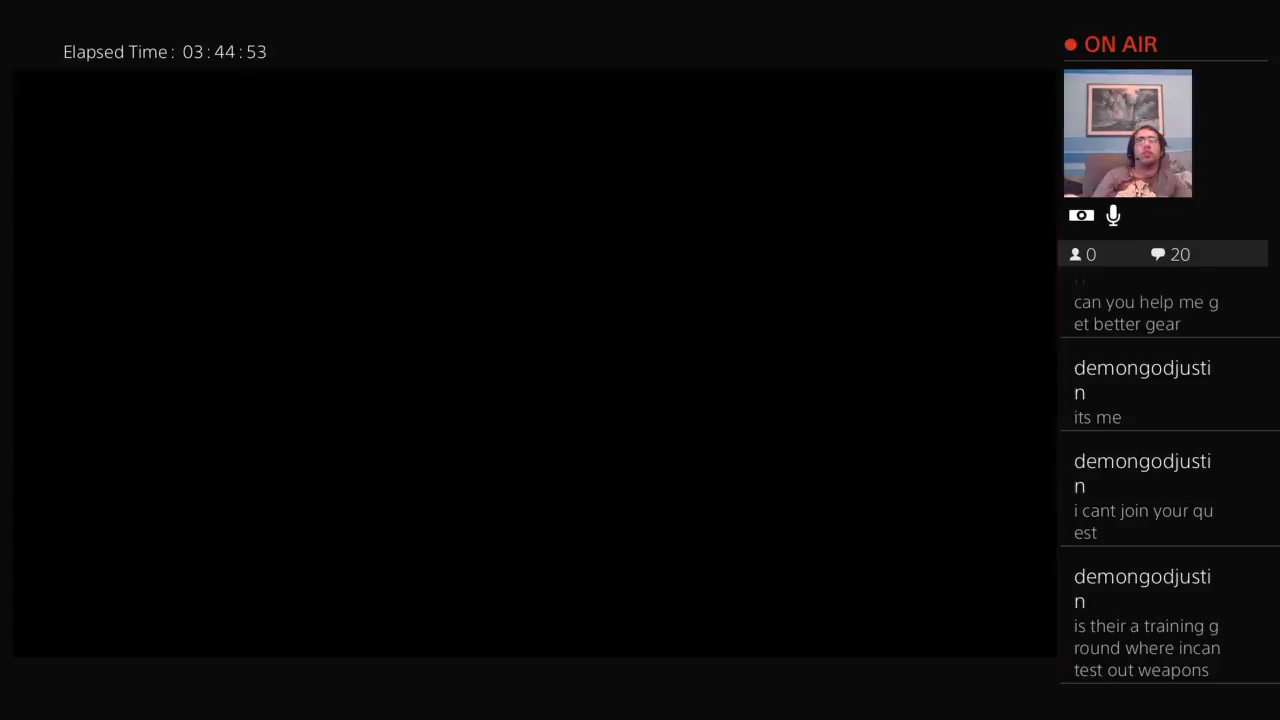 Elapsed Time: 03:44:53
ON AIR
0 20
can you help me g
et better gear
demongodjusti
n
its me
demongodjusti
n
i cant join your qu
est
demongodjusti
n
is their a training g
round where incan
test out weapons